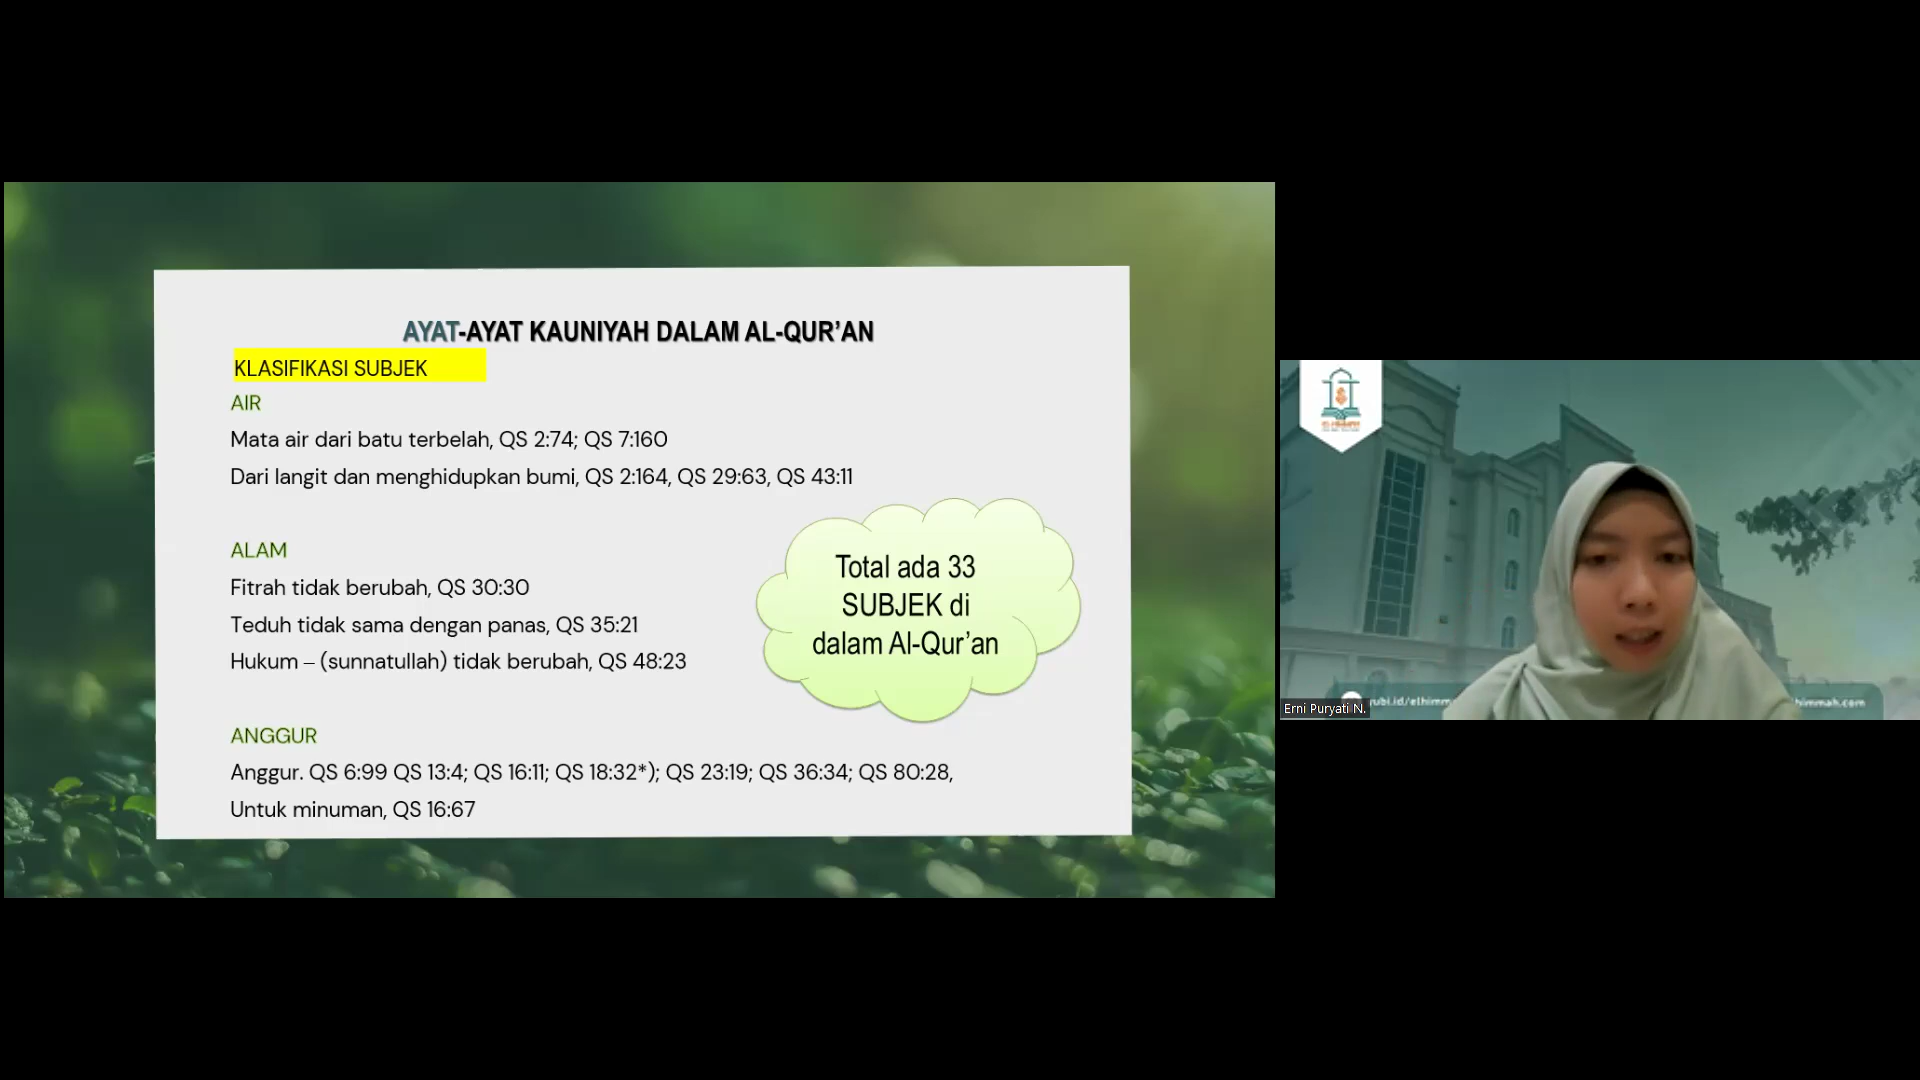 AYAT-AYAT KAUNIYAH DALAM AL-QUR’AN
KLASIFIKASI SUBJEK
AIR
Mata air dari batu terbelah, QS 2:74; QS 7:160
Dari langit dan menghidupkan bumi, QS 2:164, QS 29:63, QS 43:11
ALAM
Fitrah tidak berubah, QS 30:30
Teduh tidak sama dengan panas, QS 35:21
Hukum – (sunnatullah) tidak berubah, QS 48:23
Total ada 33
SUBJEK di
dalam Al-Qur’an
ANGGUR
Anggur. QS 6:99 QS 13:4; QS 16:11; QS 18:32*); QS 23:19; QS 36:34; QS 80:28,
Untuk minuman, QS 16:67
rubi.id/elhimm
himmah.com
Erni Puryati N.